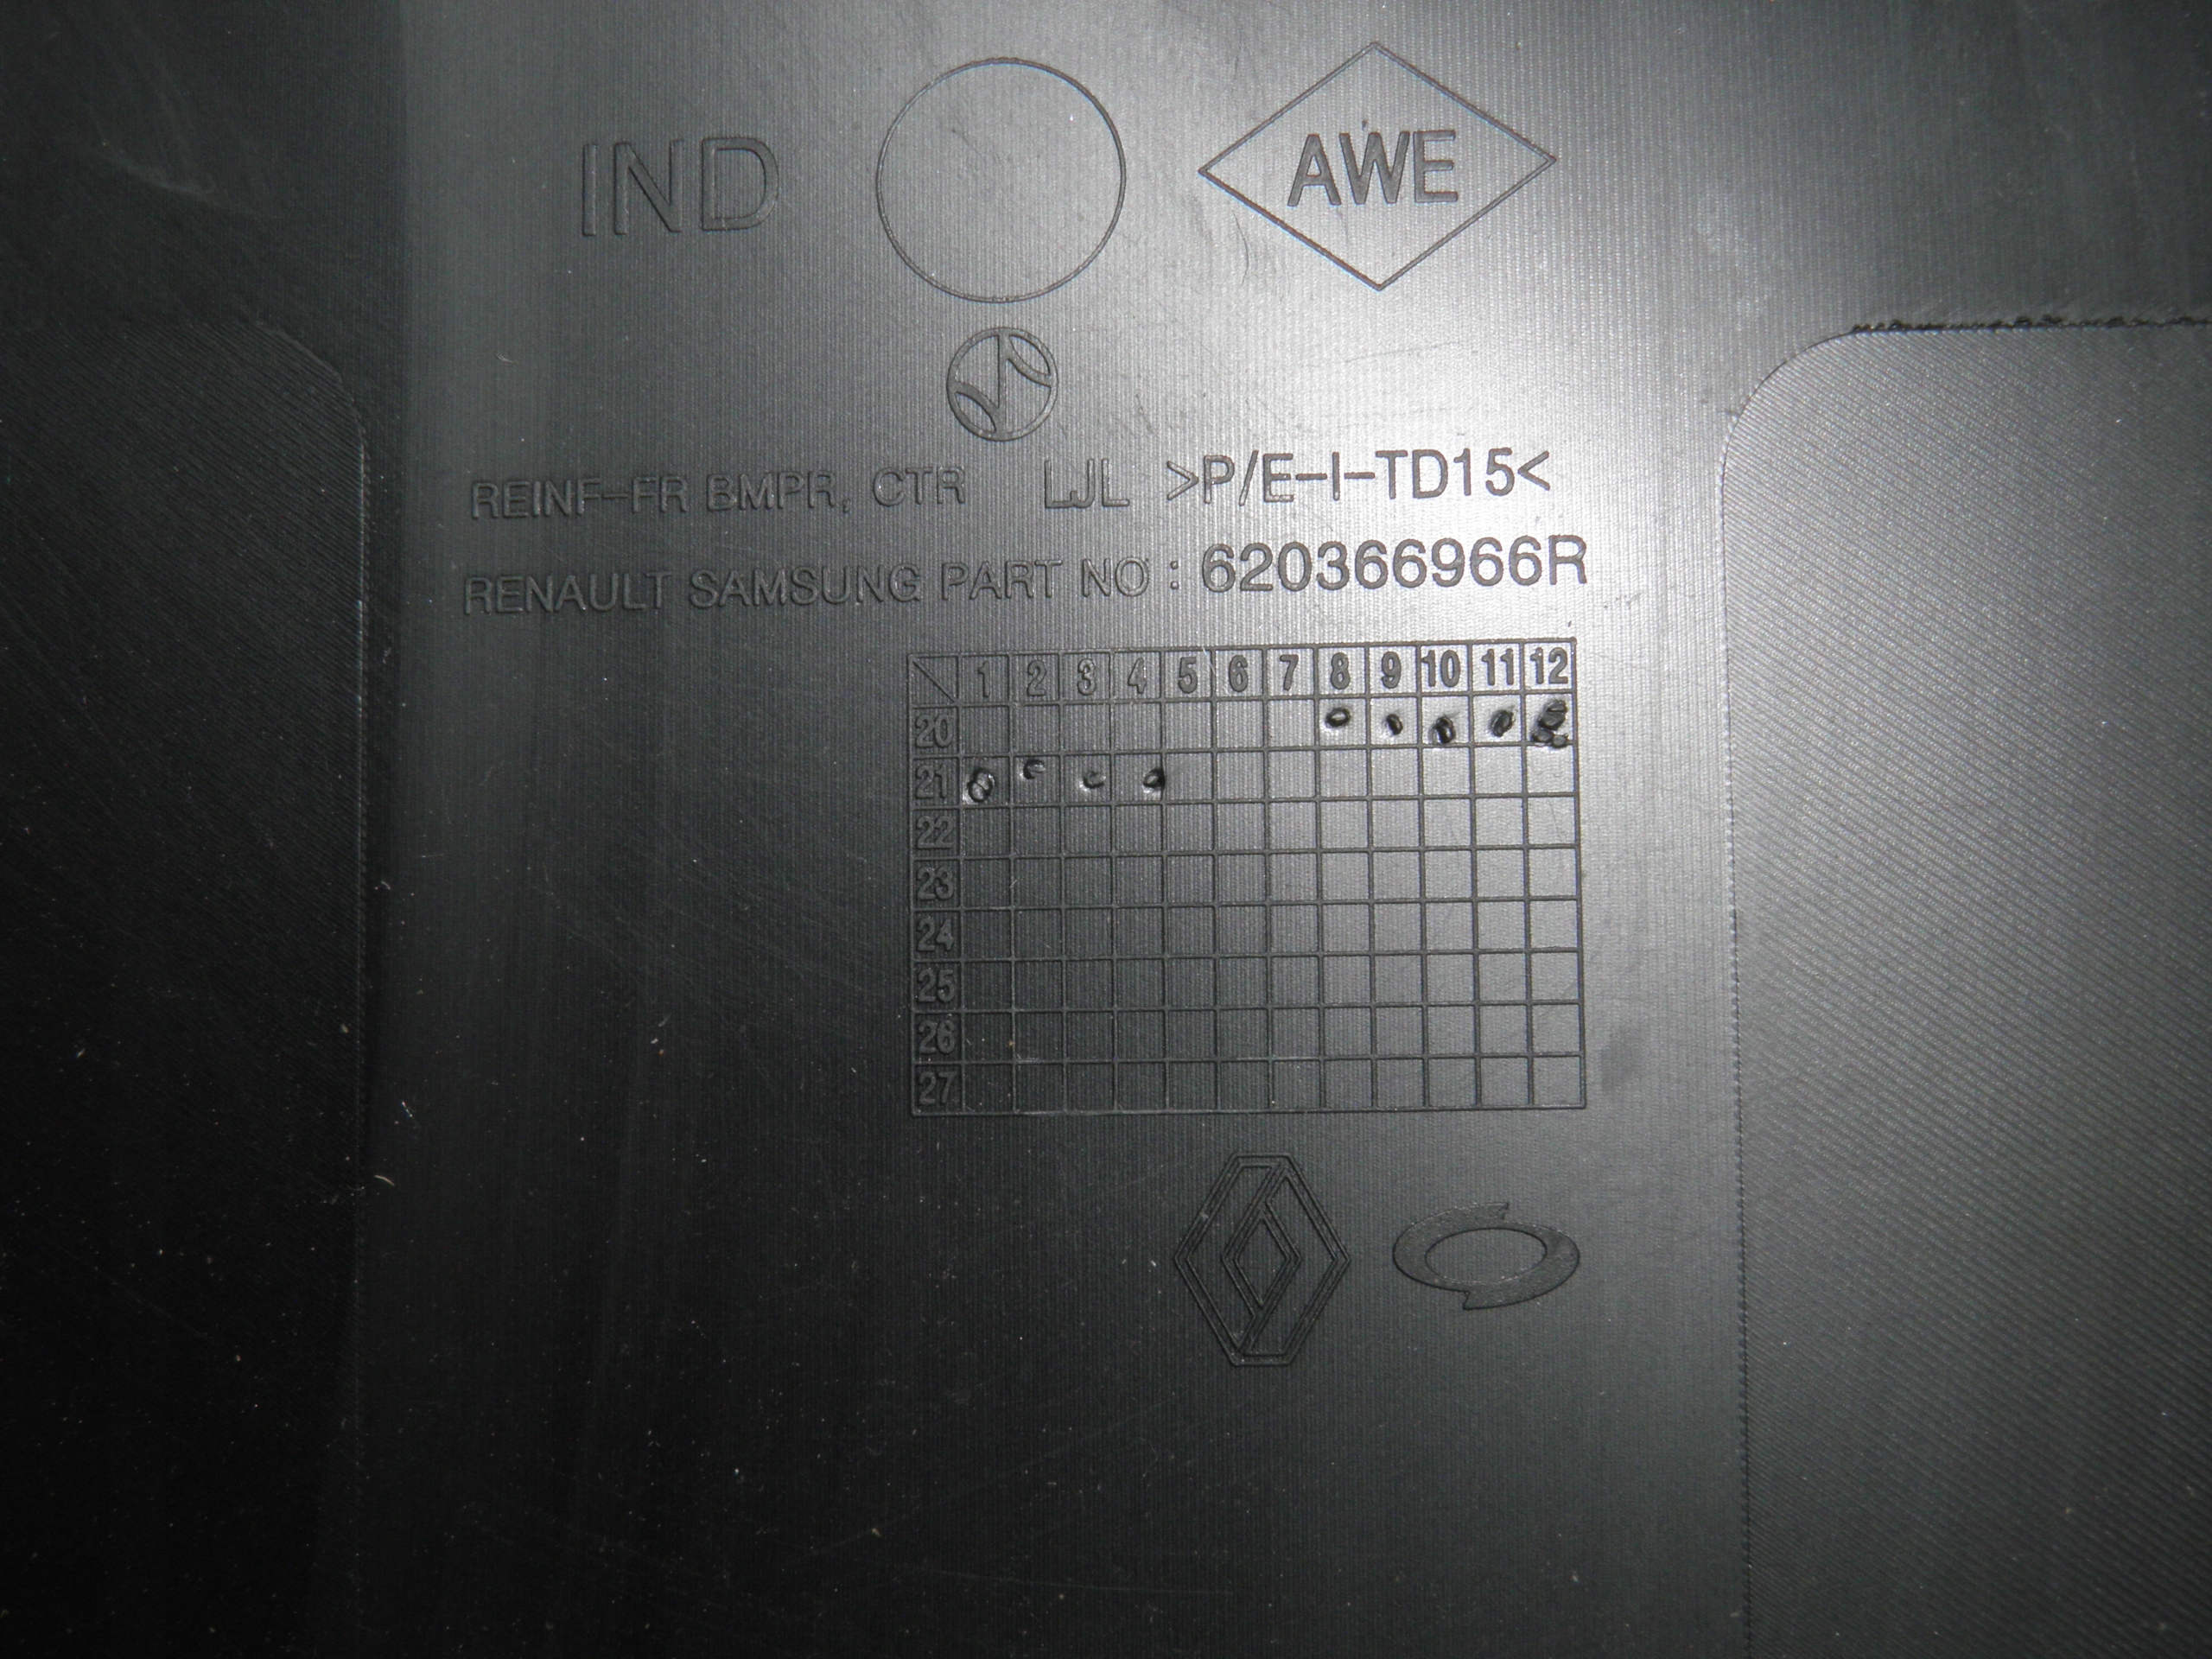 IND AWE
REINF-FR BMPR, CTR LJL >P/E-I-TD15<
RENAULT SAMSUNG PART NO : 620366966R
1 2 3 4 5 6 7 8 9 10 11 12
20
21
22
23
24
25
26
27